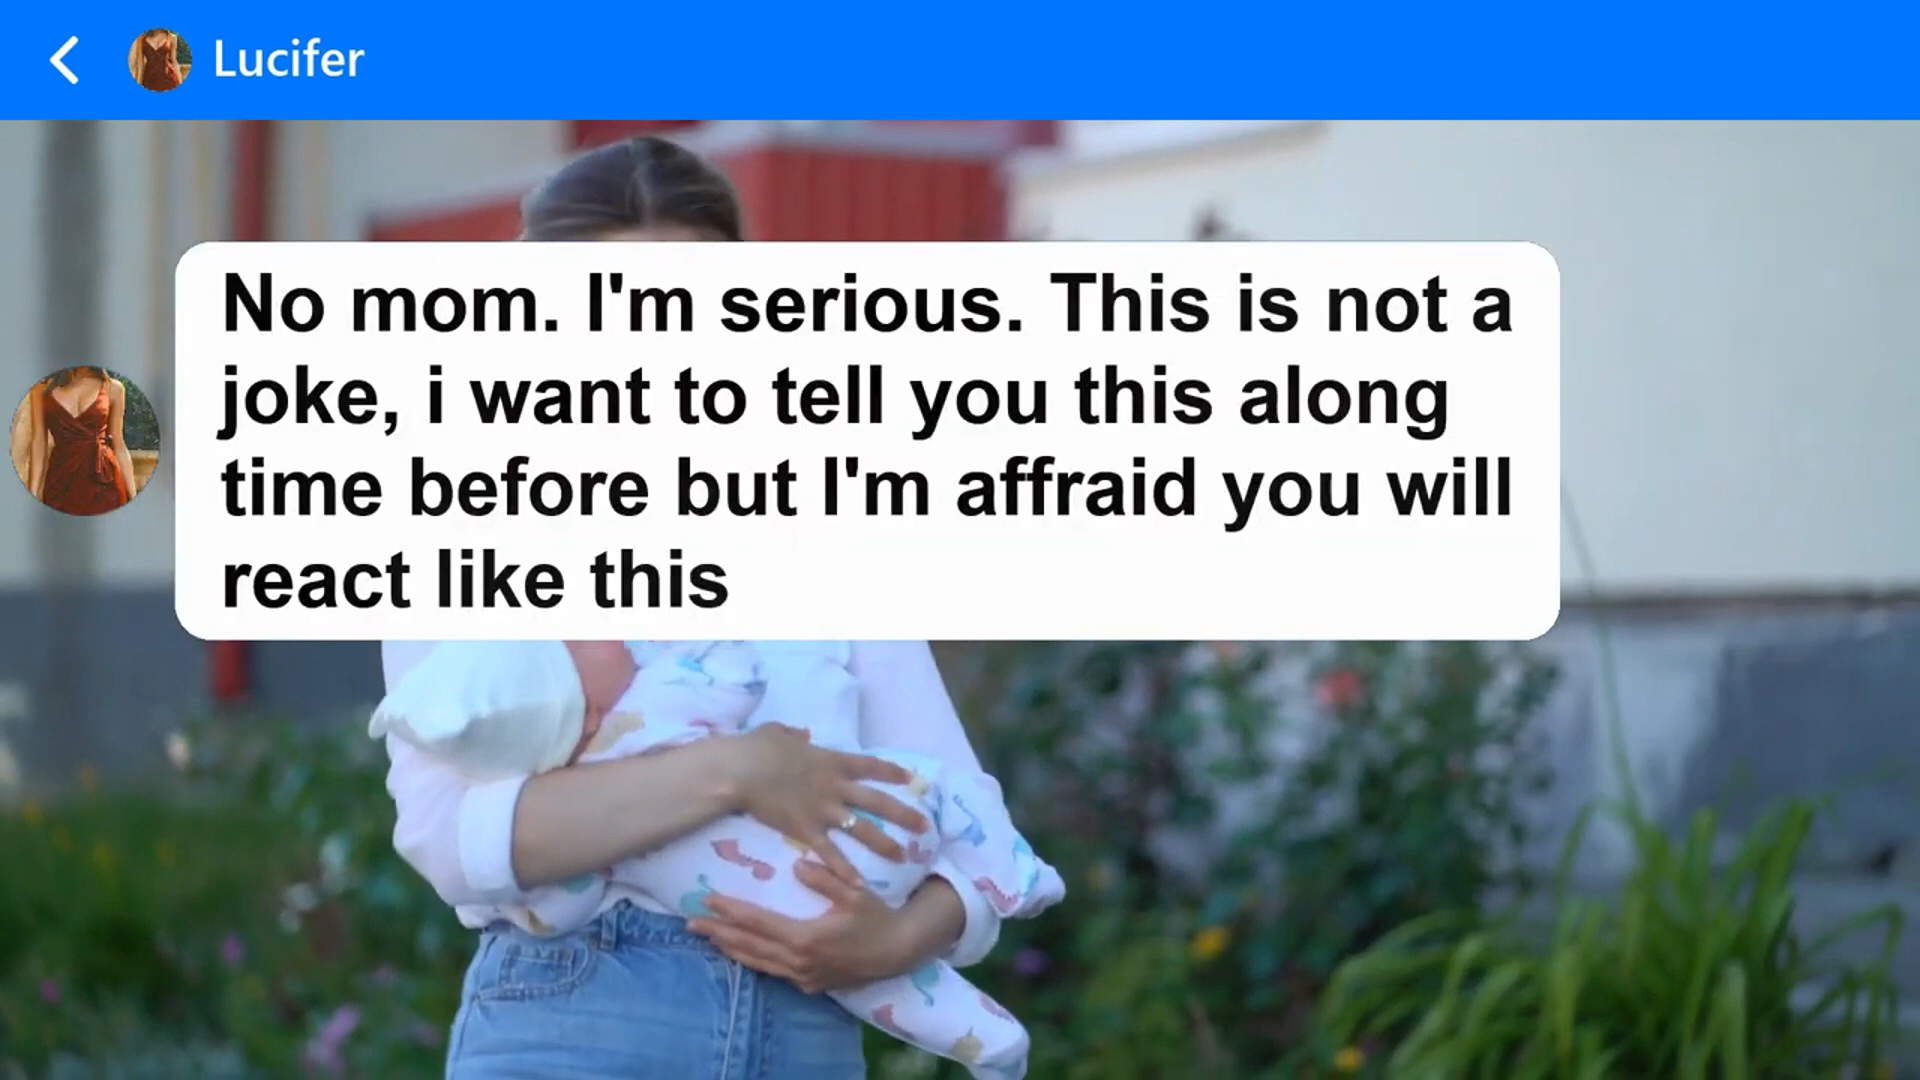 Lucifer
No mom. I'm serious. This is not a
joke, i want to tell you this along
time before but I'm affraid you will
react like this